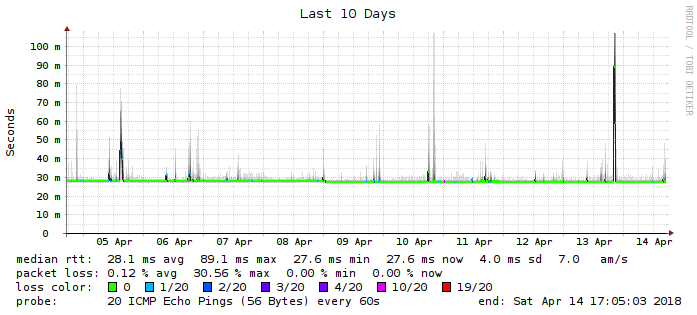 Last 10 Days
RRDTOOL / TOBI OETIKER
Seconds
100 m
90 m
80 m
70 m
60 m
50 m
40 m
30 m
20 m
10 m
0
05 Apr 06 Apr 07 Apr 08 Apr 09 Apr 10 Apr 11 Apr 12 Apr 13 Apr 14 Apr
median rtt: 28.1 ms avg 89.1 ms max 27.6 ms min 27.6 ms now 4.0 ms sd 7.0 am/s
packet loss: 0.12 % avg 30.56 % max 0.00 % min 0.00 % now
loss color: 0 1/20 2/20 3/20 4/20 10/20 19/20
probe: 20 ICMP Echo Pings (56 Bytes) every 60s end: Sat Apr 14 17:05:03 2018